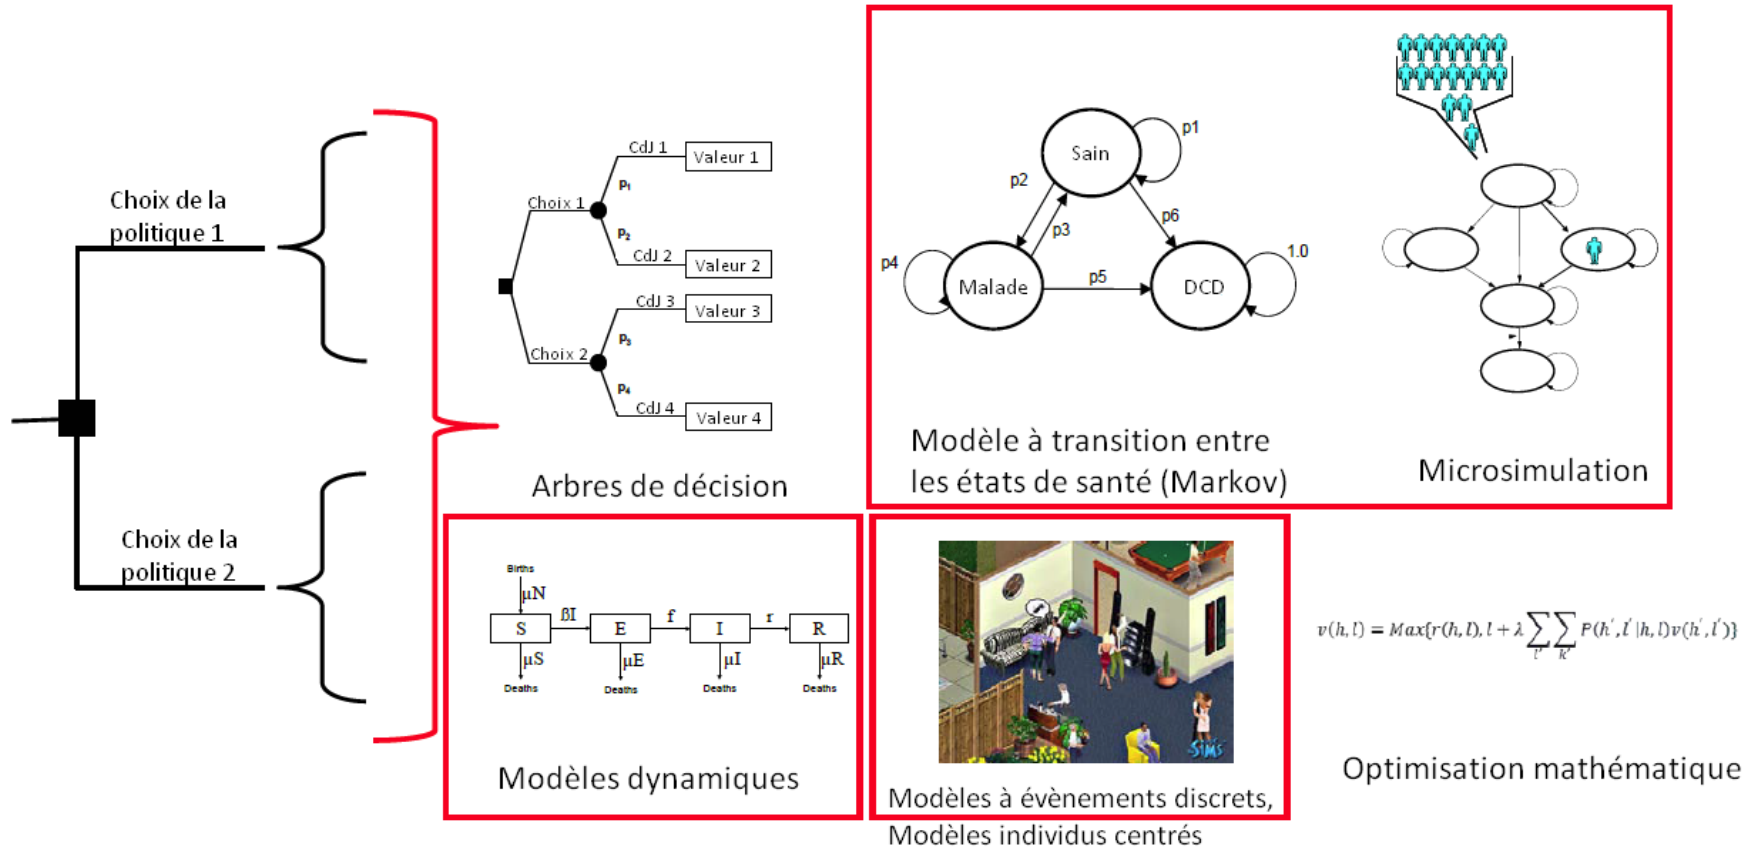 Choix de la
politique 1
Choix de la
politique 2
CdJ 1
Valeur 1
p₁
Choix 1
p₂
CdJ 2
Valeur 2
CdJ 3
Valeur 3
p₃
Choix 2
p₄
CdJ 4
Valeur 4
Arbres de décision
Sain
p1
p2
p3
p6
p4
Malade
p5
DCD
1.0
Modèle à transition entre
les états de santé (Markov)
Microsimulation
Births
µN
S
ßI
E
f
I
r
R
µS
µE
µI
µR
Deaths
Deaths
Deaths
Deaths
Modèles dynamiques
SIMS
Modèles à évènements discrets,
Modèles individus centrés
v(h, l) = Max{r(h, l), l + λ ∑ ∑ P(h′, l′ |h, l)v(h′, l′)}
l′ k′
Optimisation mathématique